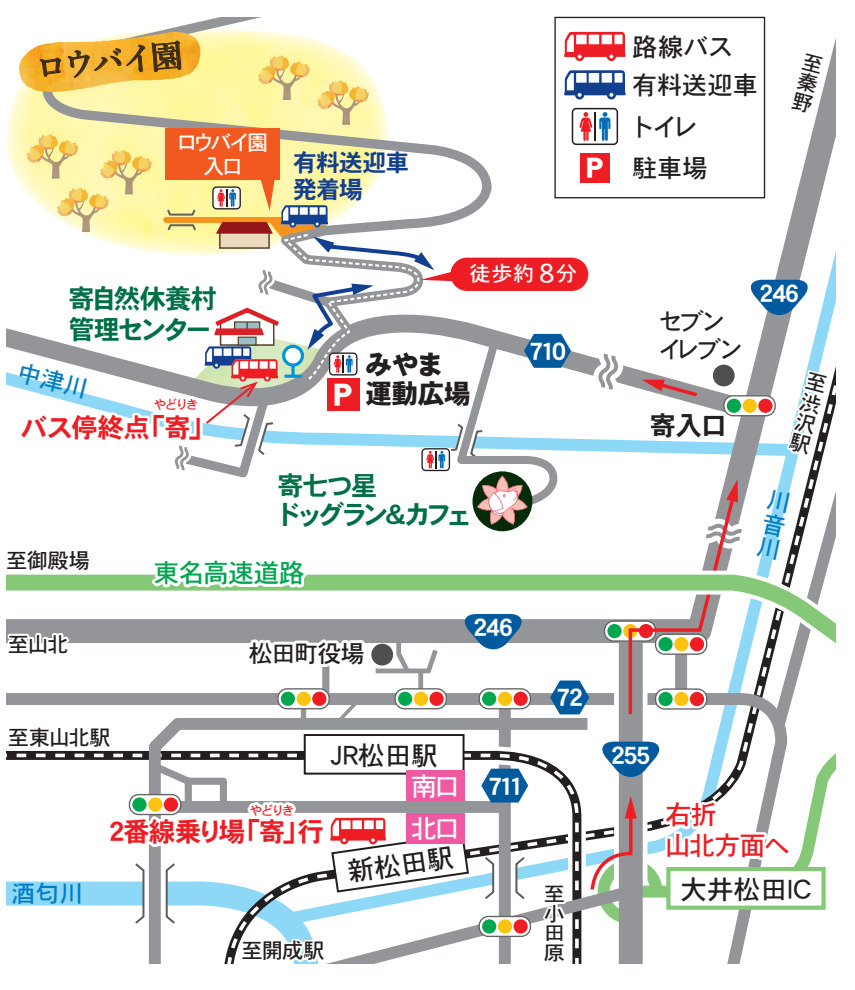 ロウバイ園
路線バス
有料送迎車
トイレ
P
駐車場
至秦野
ロウバイ園
入口
有料送迎車
発着場
徒歩約8分
246
寄自然休養村
管理センター
710
セブン
イレブン
中津川
みやま
P
運動広場
至渋沢駅
やどりき
バス停終点「寄」
寄入口
寄七つ星
ドッグラン&カフェ
川音川
至御殿場
東名高速道路
246
至山北
松田町役場
72
至東山北駅
JR松田駅
255
南口
711
やどりき
2番線乗り場「寄」行
北口
右折
山北方面へ
新松田駅
大井松田IC
酒匂川
至小田原
至開成駅